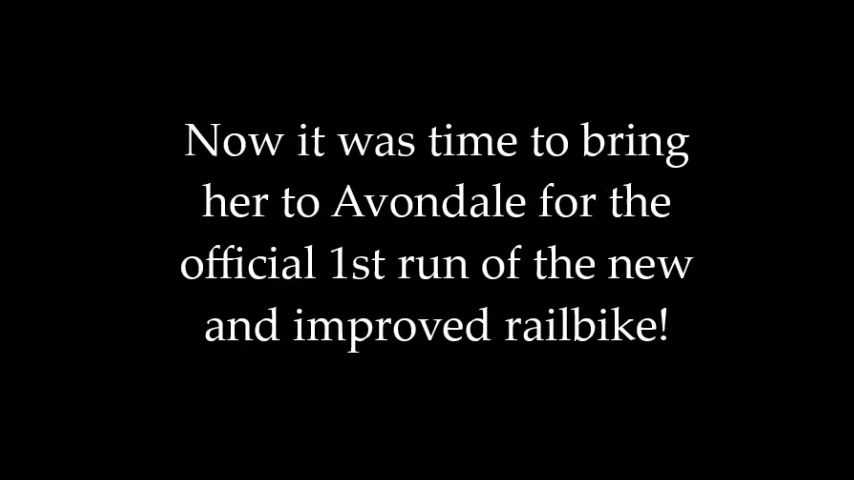 Now it was time to bring
her to Avondale for the
official 1st run of the new
and improved railbike!